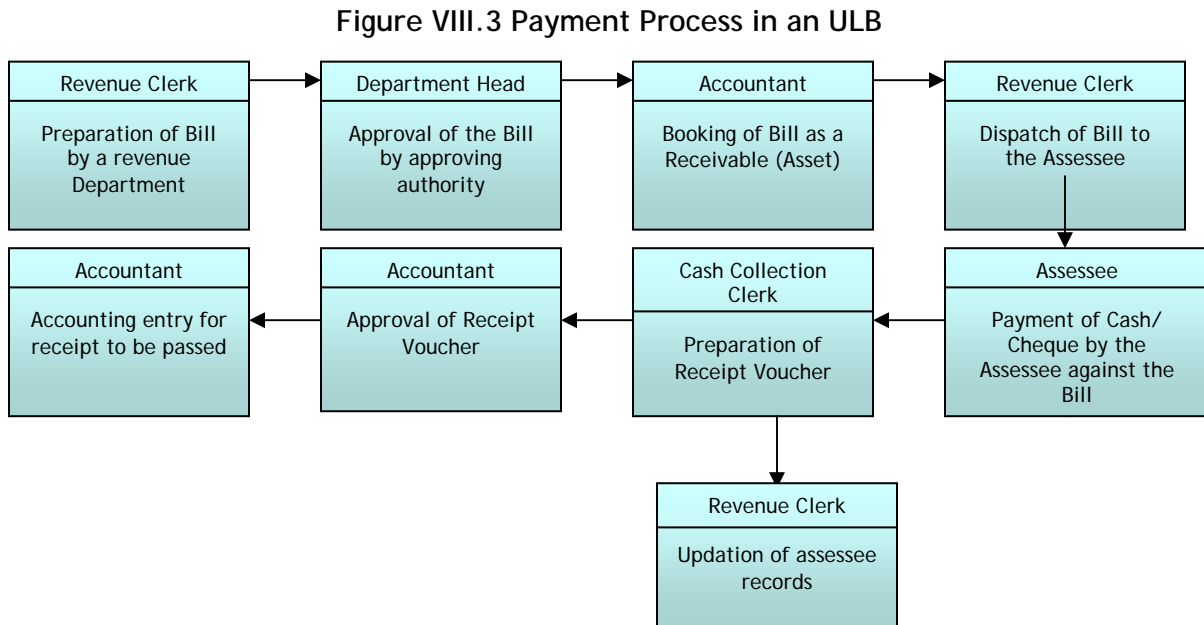 Figure VIII.3 Payment Process in an ULB
Revenue Clerk
Preparation of Bill
by a revenue
Department
Department Head
Approval of the Bill
by approving
authority
Accountant
Booking of Bill as a
Receivable (Asset)
Revenue Clerk
Dispatch of Bill to
the Assessee
Assessee
Payment of Cash/
Cheque by the
Assessee against the
Bill
Cash Collection
Clerk
Preparation of
Receipt Voucher
Accountant
Approval of Receipt
Voucher
Accountant
Accounting entry for
receipt to be passed
Revenue Clerk
Updation of assessee
records